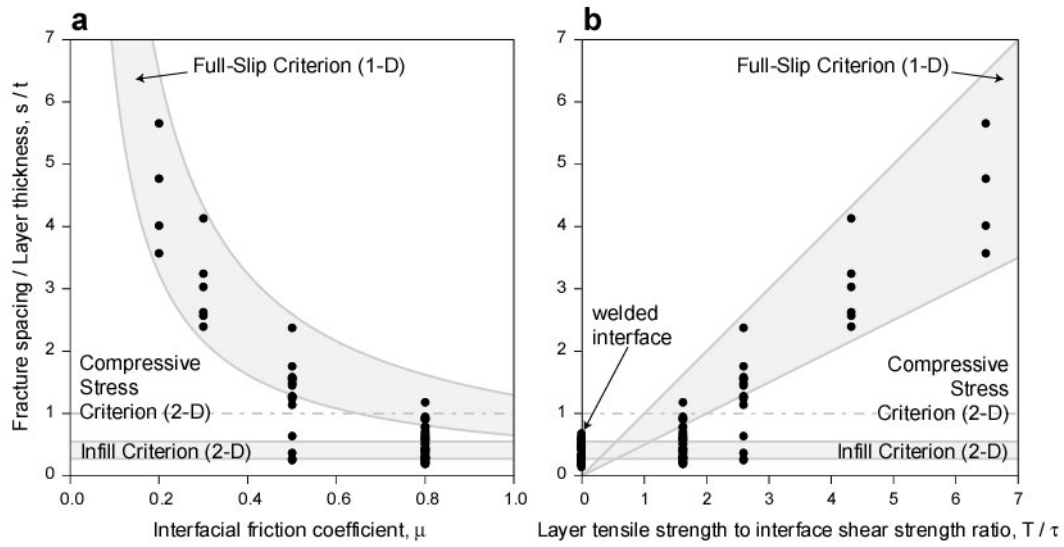 a
7
6
5
4
3
2
1
0
Fracture spacing / Layer thickness, s / t
Full-Slip Criterion (1-D)
Compressive
Stress
Criterion (2-D)
Infill Criterion (2-D)
0.0
0.2
0.4
0.6
0.8
1.0
Interfacial friction coefficient, μ
b
7
6
5
4
3
2
1
0
Full-Slip Criterion (1-D)
welded
interface
Compressive
Stress
Criterion (2-D)
Infill Criterion (2-D)
0
1
2
3
4
5
6
7
Layer tensile strength to interface shear strength ratio, T / τ